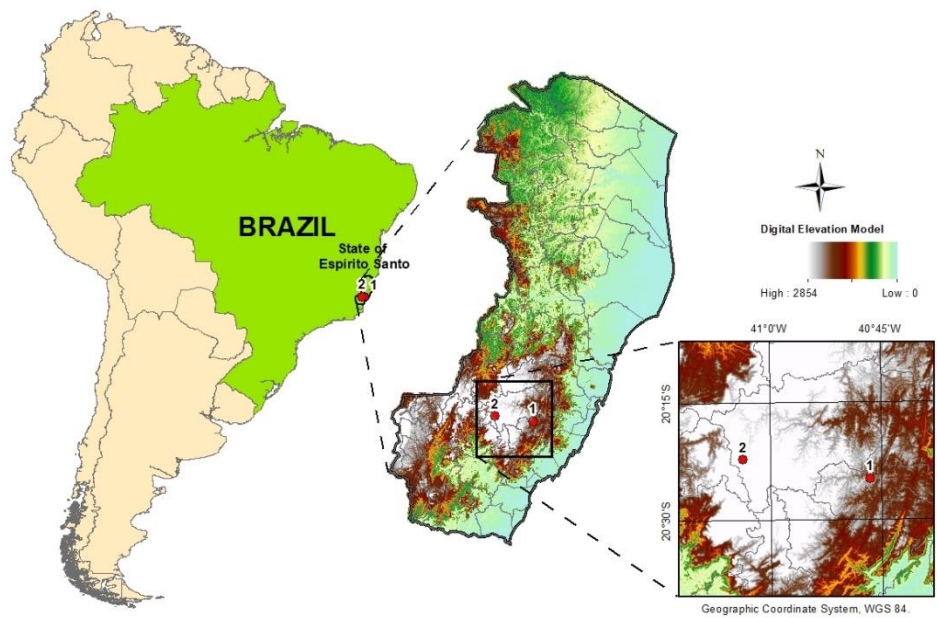 BRAZIL
State of
Espirito Santo
2 1
2
1
N
Digital Elevation Model
High : 2854 Low : 0
41°0'W 40°45'W
20°15'S
2
1
20°30'S
Geographic Coordinate System, WGS 84.